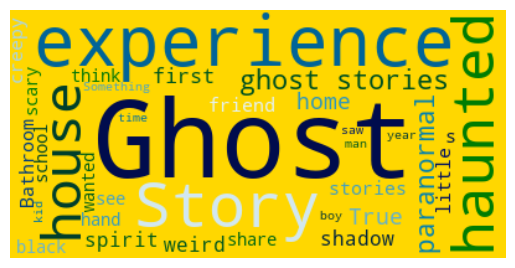 creepy
experience
haunted
think
first
ghost stories
Something
scary
friend
home
house
Ghost
time
saw
year
man
s
Bathroom
school
kid
wanted
see
hand
Story
stories
boy
True
paranormal
little
black
spirit
weird
share
shadow